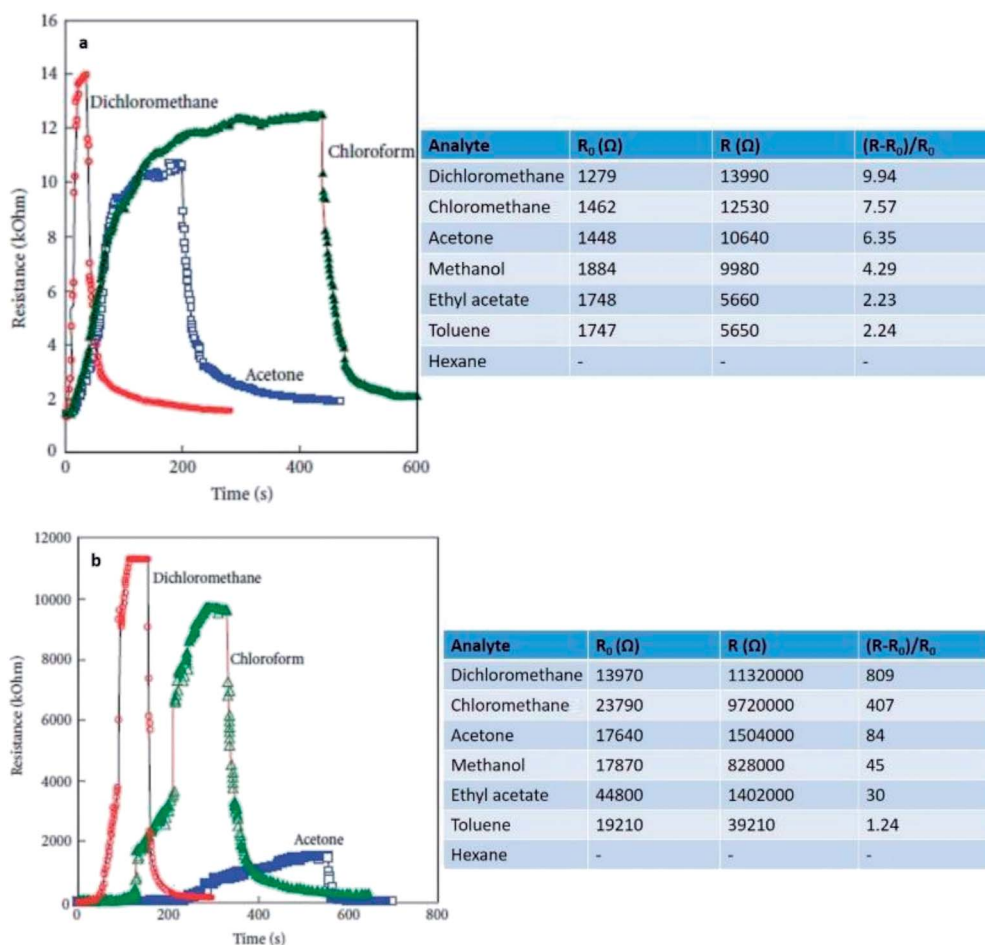 a
16
14
12
10
8
6
4
2
0
Resistance (kOhm)
Dichloromethane
Chloroform
Acetone
0 200 400 600
Time (s)
Analyte R₀ (Ω) R (Ω) (R-R₀)/R₀
Dichloromethane 1279 13990 9.94
Chloromethane 1462 12530 7.57
Acetone 1448 10640 6.35
Methanol 1884 9980 4.29
Ethyl acetate 1748 5660 2.23
Toluene 1747 5650 2.24
Hexane - - -
b
12000
10000
8000
6000
4000
2000
0
Resistance (kOhm)
Dichloromethane
Chloroform
Acetone
0 200 400 600 800
Time (s)
Analyte R₀ (Ω) R (Ω) (R-R₀)/R₀
Dichloromethane 13970 11320000 809
Chloromethane 23790 9720000 407
Acetone 17640 1504000 84
Methanol 17870 828000 45
Ethyl acetate 44800 1402000 30
Toluene 19210 39210 1.24
Hexane - - -